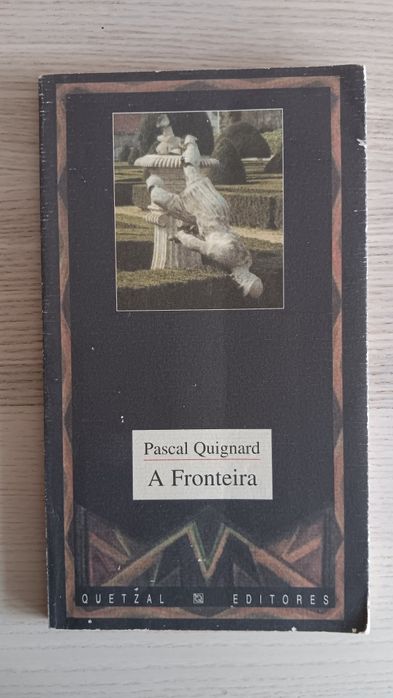 Pascal Quignard
A Fronteira
QUETZAL EDITORES